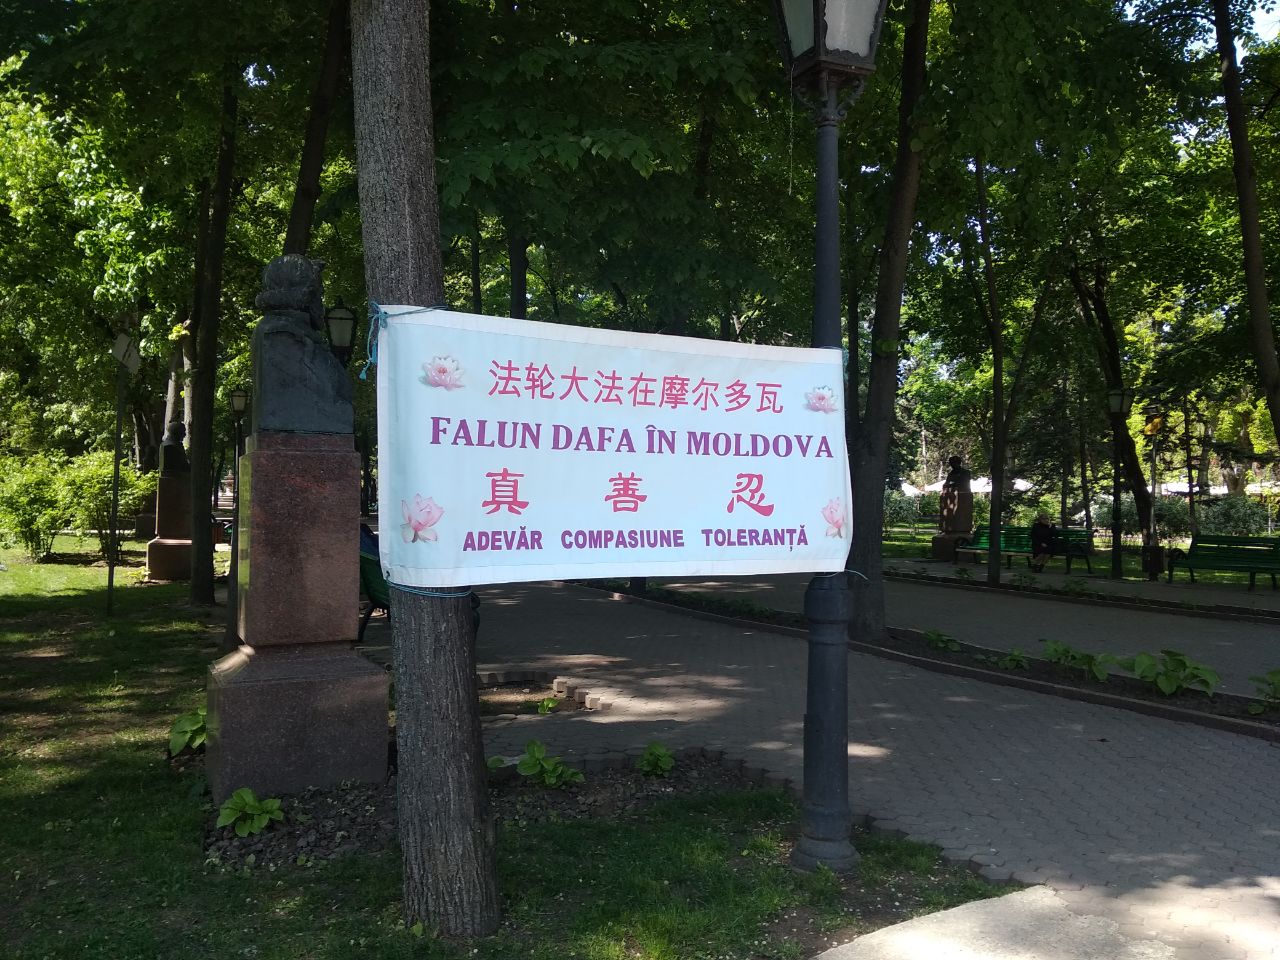 法轮大法在摩尔多瓦
FALUN DAFA ÎN MOLDOVA
真 善 忍
ADEVĂR COMPASIUNE TOLERANȚĂ